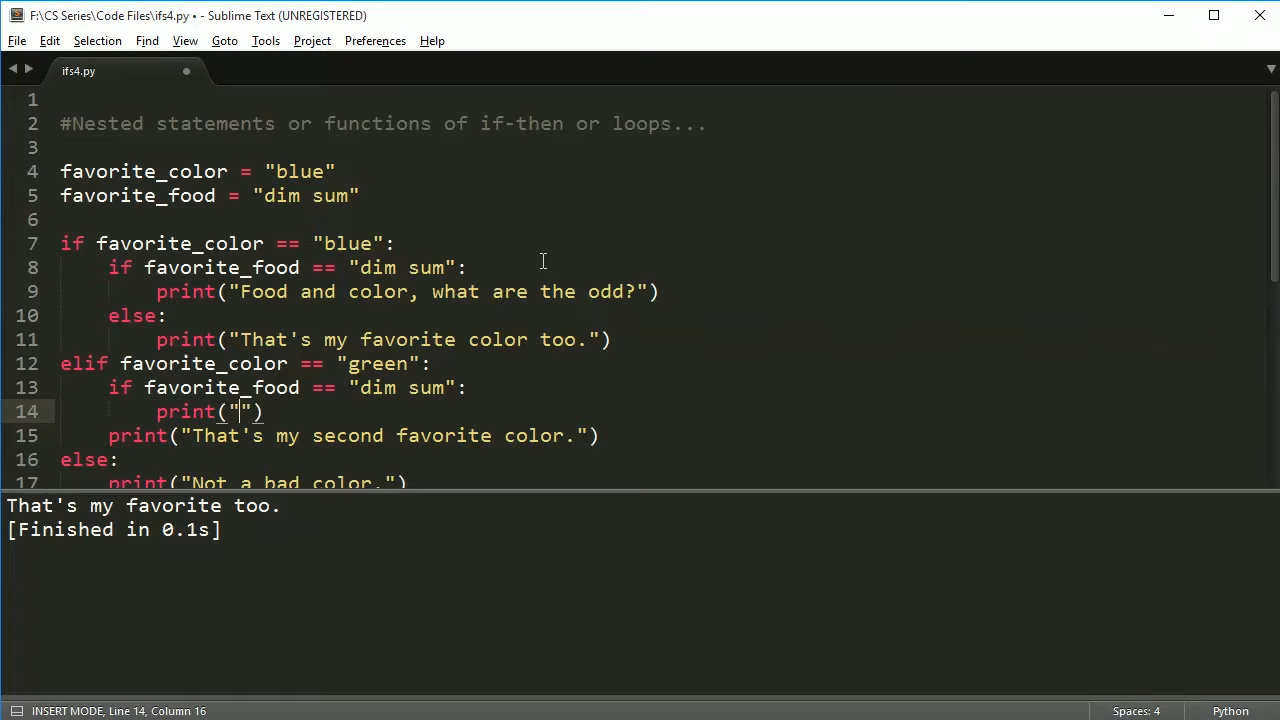 F:\CS Series\Code Files\ifs4.py • - Sublime Text (UNREGISTERED)
File Edit Selection Find View Goto Tools Project Preferences Help
ifs4.py
1
2 #Nested statements or functions of if-then or loops...
3
4 favorite_color = "blue"
5 favorite_food = "dim sum"
6
7 if favorite_color == "blue":
8 if favorite_food == "dim sum":
9 print("Food and color, what are the odd?")
10 else:
11 print("That's my favorite color too.")
12 elif favorite_color == "green":
13 if favorite_food == "dim sum":
14 print("")
15 print("That's my second favorite color.")
16 else:
17 print("Not a bad color.")
That's my favorite too.
[Finished in 0.1s]
INSERT MODE, Line 14, Column 16 Spaces: 4 Python